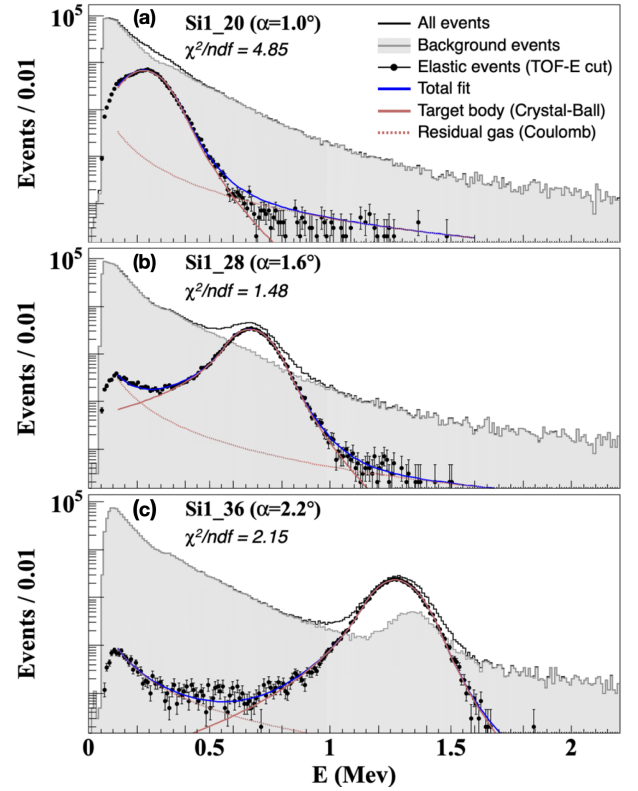 (a) Si1_20 (α=1.0°)
χ²/ndf = 4.85
All events
Background events
Elastic events (TOF-E cut)
Total fit
Target body (Crystal-Ball)
Residual gas (Coulomb)
10⁵
Events / 0.01
(b) Si1_28 (α=1.6°)
χ²/ndf = 1.48
10⁵
Events / 0.01
(c) Si1_36 (α=2.2°)
χ²/ndf = 2.15
10⁵
Events / 0.01
0 0.5 1 1.5 2
E (Mev)